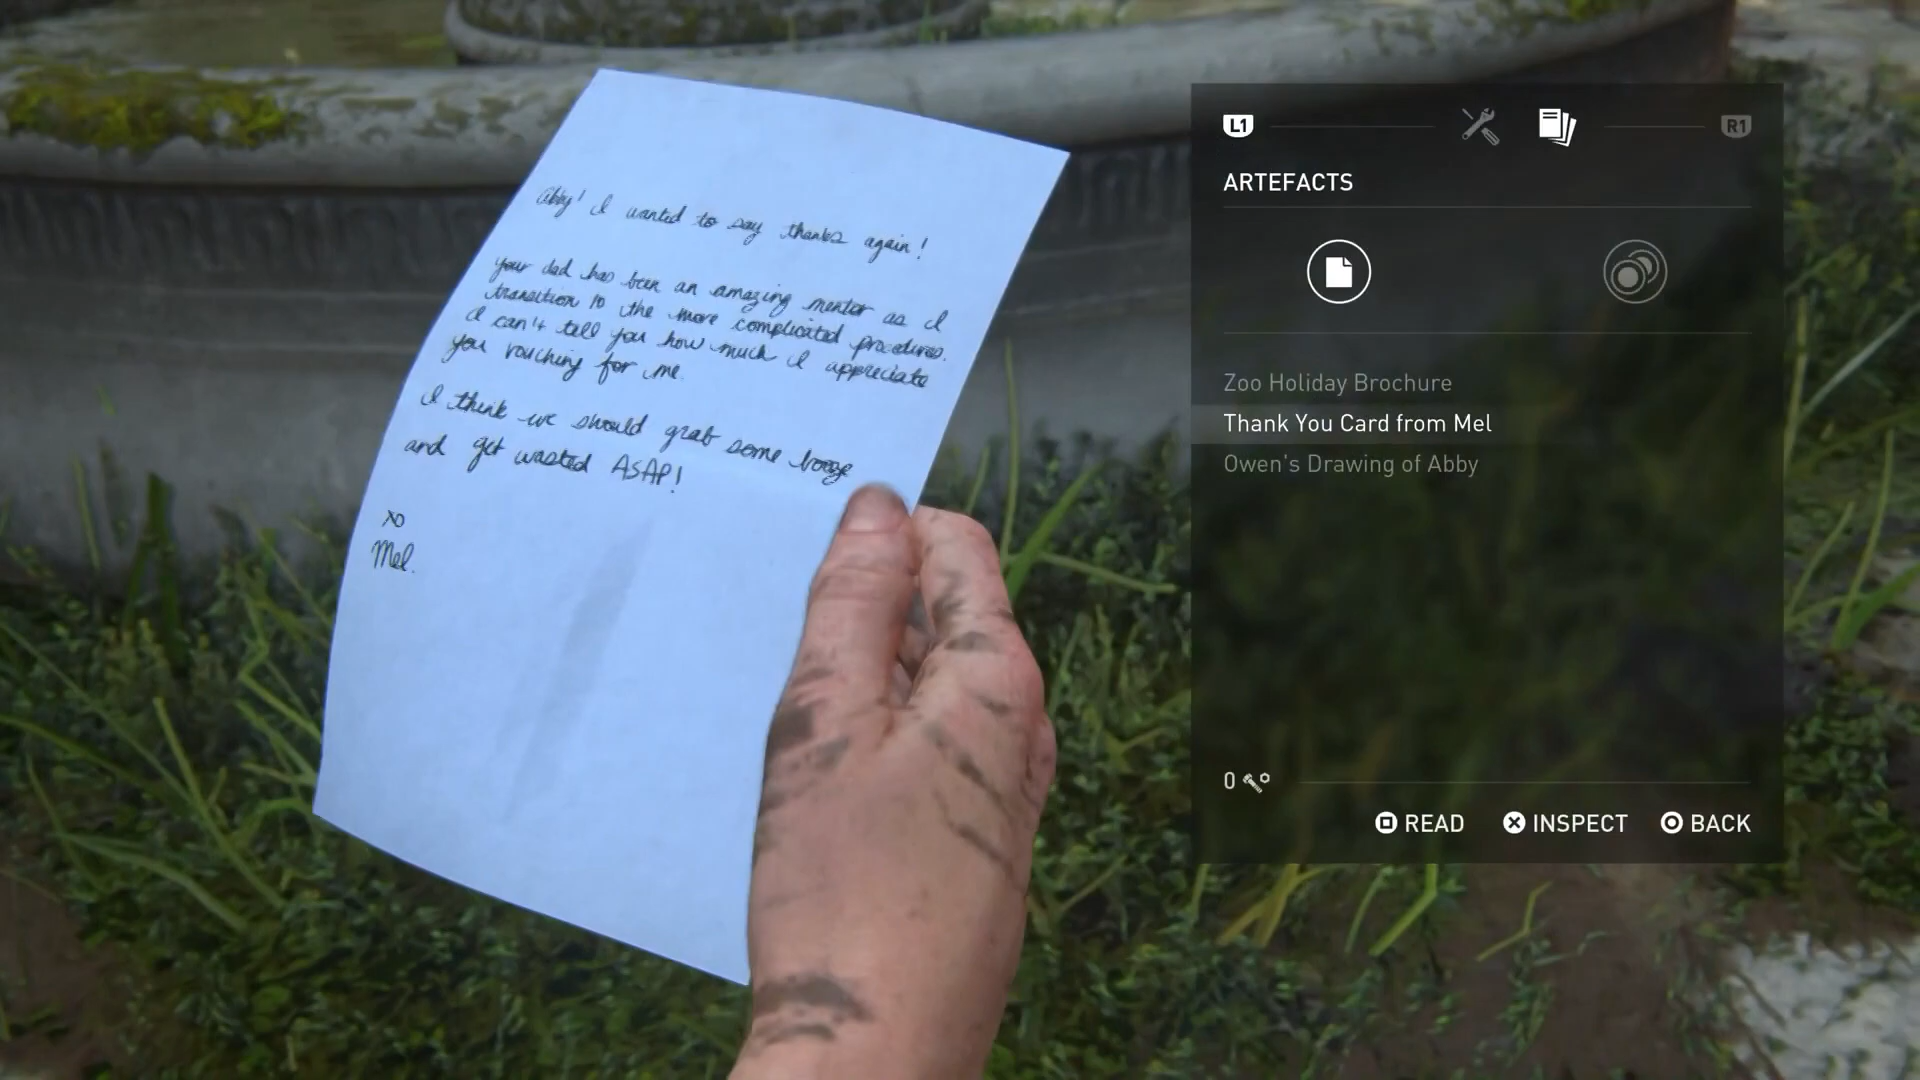 Abby! I wanted to say thanks again!
Your dad has been an amazing mentor as I
transition to the more complicated procedures.
I can't tell you how much I appreciate
you vouching for me.
I think we should grab some booze
and get wasted ASAP!
xo
Mel.
L1
R1
ARTEFACTS
Zoo Holiday Brochure
Thank You Card from Mel
Owen's Drawing of Abby
0
READ INSPECT BACK